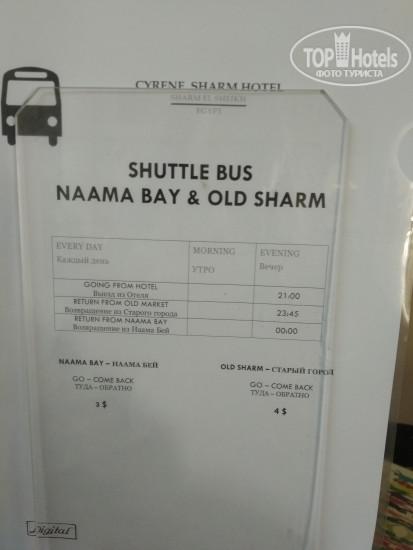 TOP Hotels
ФОТО ТУРИСТА
CYRENE SHARM HOTEL
SHARM EL SHEIKH
EGYPT
SHUTTLE BUS
NAAMA BAY & OLD SHARM
EVERY DAY MORNING EVENING
Каждый день УТРО Вечер
GOING FROM HOTEL
Выезд из Отеля - 21:00
RETURN FROM OLD MARKET
Возвращение из Старого города - 23:45
RETURN FROM NAAMA BAY
Возвращение из Наама Бей 00:00
NAAMA BAY – НААМА БЕЙ
GO – COME BACK
ТУДА – ОБРАТНО
3 $
OLD SHARM – СТАРЫЙ ГОРОД
GO – COME BACK
ТУДА – ОБРАТНО
4 $
Digital